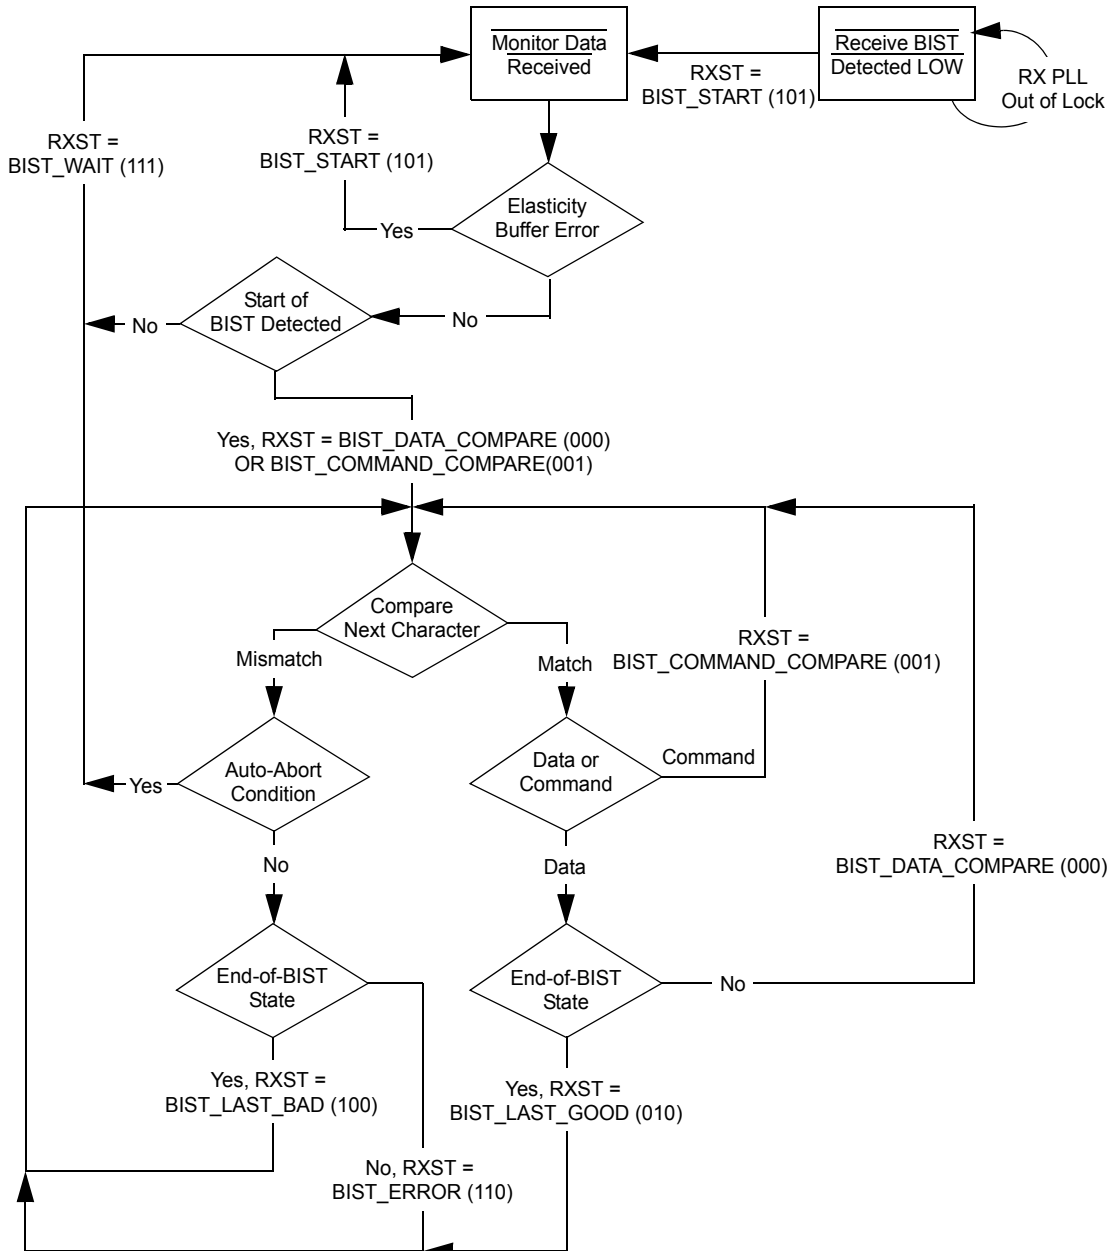 Monitor Data
Received
Receive BIST
Detected LOW
RX PLL
Out of Lock
RXST =
BIST_START (101)
RXST =
BIST_WAIT (111)
RXST =
BIST_START (101)
Elasticity
Buffer Error
Yes
Start of
BIST Detected
No
No
Yes, RXST = BIST_DATA_COMPARE (000)
OR BIST_COMMAND_COMPARE(001)
Compare
Next Character
Mismatch
Match
RXST =
BIST_COMMAND_COMPARE (001)
Auto-Abort
Condition
Yes
Data or
Command
Command
No
Data
RXST =
BIST_DATA_COMPARE (000)
End-of-BIST
State
End-of-BIST
State
No
Yes, RXST =
BIST_LAST_BAD (100)
Yes, RXST =
BIST_LAST_GOOD (010)
No, RXST =
BIST_ERROR (110)